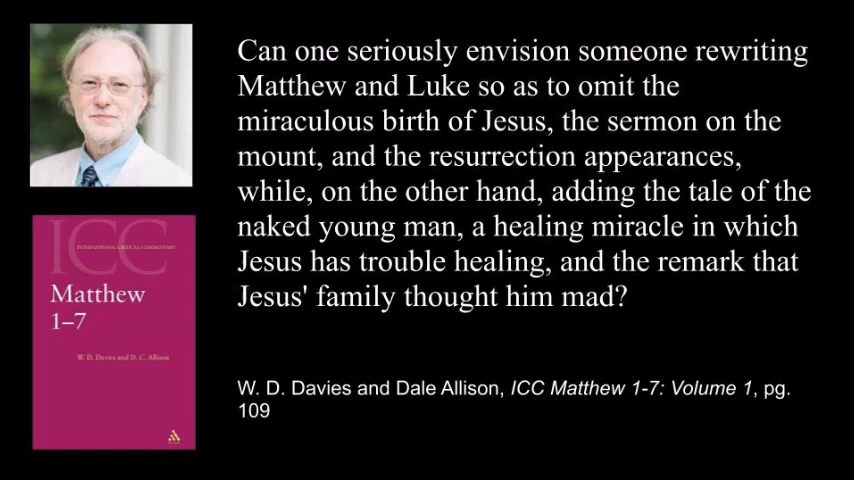 Can one seriously envision someone rewriting
Matthew and Luke so as to omit the
miraculous birth of Jesus, the sermon on the
mount, and the resurrection appearances,
while, on the other hand, adding the tale of the
naked young man, a healing miracle in which
Jesus has trouble healing, and the remark that
Jesus' family thought him mad?
W. D. Davies and Dale Allison, ICC Matthew 1-7: Volume 1, pg.
109
ICC
INTERNATIONAL CRITICAL COMMENTARY
Matthew
1–7
W. D. Davies and D. C. Allison